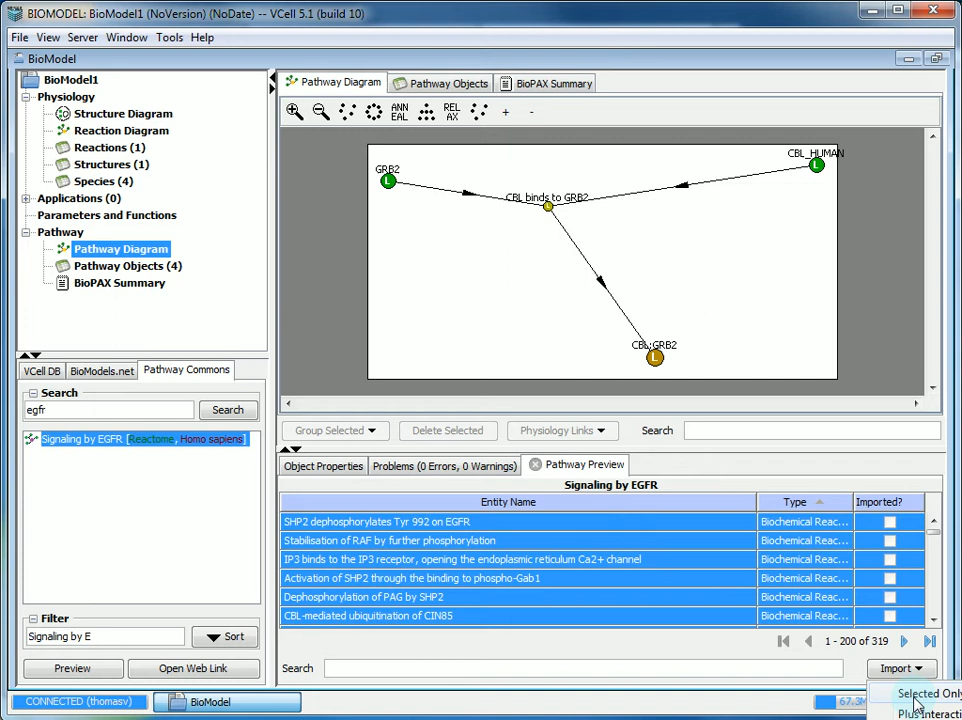 BIOMODEL: BioModel1 (NoVersion) (NoDate) -- VCell 5.1 (build 10)
File View Server Window Tools Help
BioModel
BioModel1
Physiology
Structure Diagram
Reaction Diagram
Reactions (1)
Structures (1)
Species (4)
Applications (0)
Parameters and Functions
Pathway
Pathway Diagram
Pathway Objects (4)
BioPAX Summary
VCell DB BioModels.net Pathway Commons
Search
egfr Search
Signaling by EGFR [Reactome, Homo sapiens]
Filter
Signaling by E Sort
Preview Open Web Link
Pathway Diagram Pathway Objects BioPAX Summary
ANN EAL REL AX + -
GRB2
L
CBL_HUMAN
L
CBL binds to GRB2
L
CBL:GRB2
L
Group Selected Delete Selected Physiology Links Search
Object Properties Problems (0 Errors, 0 Warnings) Pathway Preview
Signaling by EGFR
Entity Name Type Imported?
SHP2 dephosphorylates Tyr 992 on EGFR Biochemical Reac...
Stabilisation of RAF by further phosphorylation Biochemical Reac...
IP3 binds to the IP3 receptor, opening the endoplasmic reticulum Ca2+ channel Biochemical Reac...
Activation of SHP2 through the binding to phospho-Gab1 Biochemical Reac...
Dephosphorylation of PAG by SHP2 Biochemical Reac...
CBL-mediated ubiquitination of CIN85 Biochemical Reac...
1 - 200 of 319
Search Import
Selected Only
Plus Interacti
CONNECTED (thomasv) BioModel 67.3M